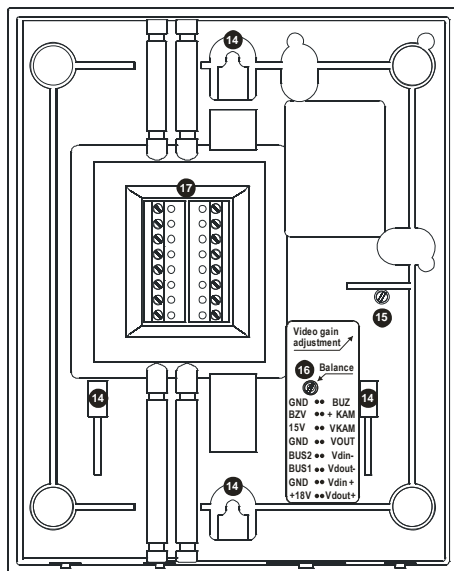 14
17
15
Video gain
adjustment
16 Balance
14
14
GND •• BUZ
BZV •• + KAM
15V •• VKAM
GND •• VOUT
BUS2 •• Vdin-
BUS1 •• Vdout-
GND •• Vdin +
+18V •• Vdout+
14